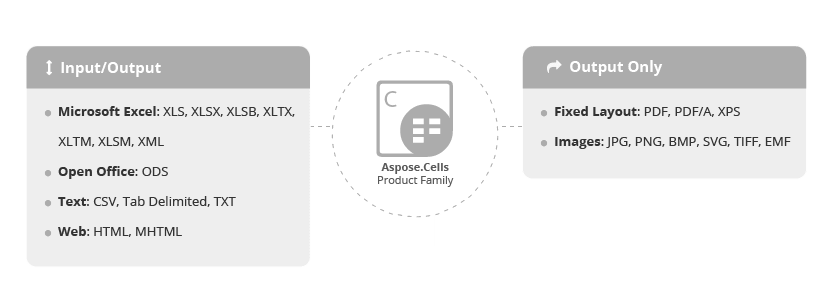 Input/Output
Microsoft Excel: XLS, XLSX, XLSB, XLTX,
XLTM, XLSM, XML
Open Office: ODS
Text: CSV, Tab Delimited, TXT
Web: HTML, MHTML
C
Aspose.Cells
Product Family
Output Only
Fixed Layout: PDF, PDF/A, XPS
Images: JPG, PNG, BMP, SVG, TIFF, EMF